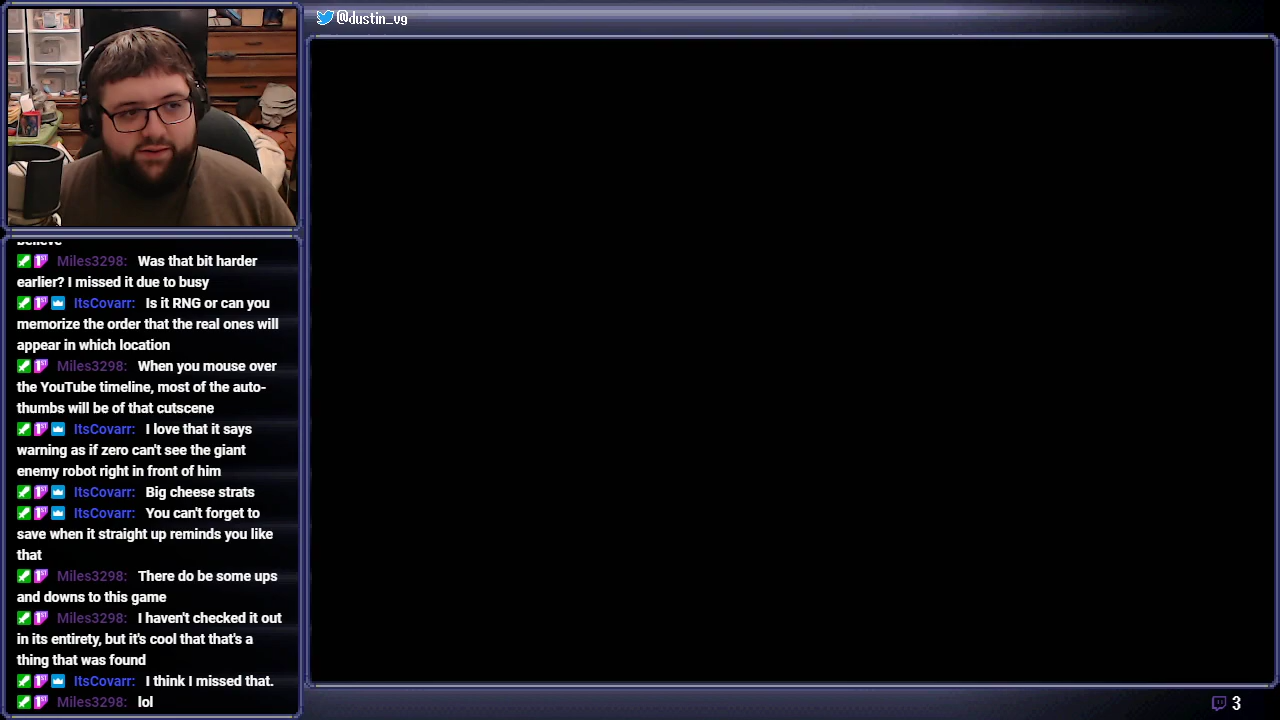 @dustin_vg
believe
Miles3298: Was that bit harder
earlier? I missed it due to busy
ItsCovarr: Is it RNG or can you
memorize the order that the real ones will
appear in which location
Miles3298: When you mouse over
the YouTube timeline, most of the auto-
thumbs will be of that cutscene
ItsCovarr: I love that it says
warning as if zero can't see the giant
enemy robot right in front of him
ItsCovarr: Big cheese strats
ItsCovarr: You can't forget to
save when it straight up reminds you like
that
Miles3298: There do be some ups
and downs to this game
Miles3298: I haven't checked it out
in its entirety, but it's cool that that's a
thing that was found
ItsCovarr: I think I missed that.
Miles3298: lol
3